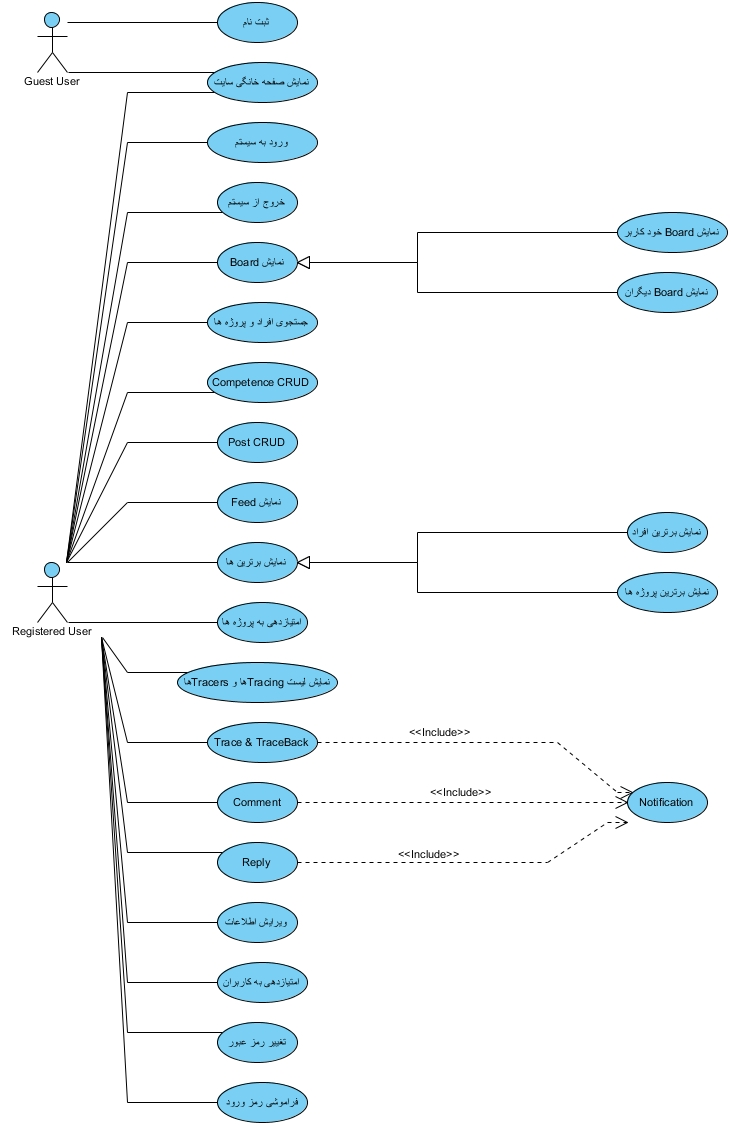 ثبت نام
Guest User
نمایش صفحه خانگی سایت
ورود به سیستم
خروج از سیستم
نمایش Board خود کاربر
نمایش Board
نمایش Board دیگران
جستجوی افراد و پروژه ها
Competence CRUD
Post CRUD
نمایش Feed
نمایش برترین افراد
نمایش برترین ها
نمایش برترین پروژه ها
Registered User
امتیازدهی به پروژه ها
نمایش لیست Tracingها و Tracersها
<<Include>>
Trace & TraceBack
<<Include>>
Comment
Notification
<<Include>>
Reply
ویرایش اطلاعات
امتیازدهی به کاربران
تغییر رمز عبور
فراموشی رمز ورود